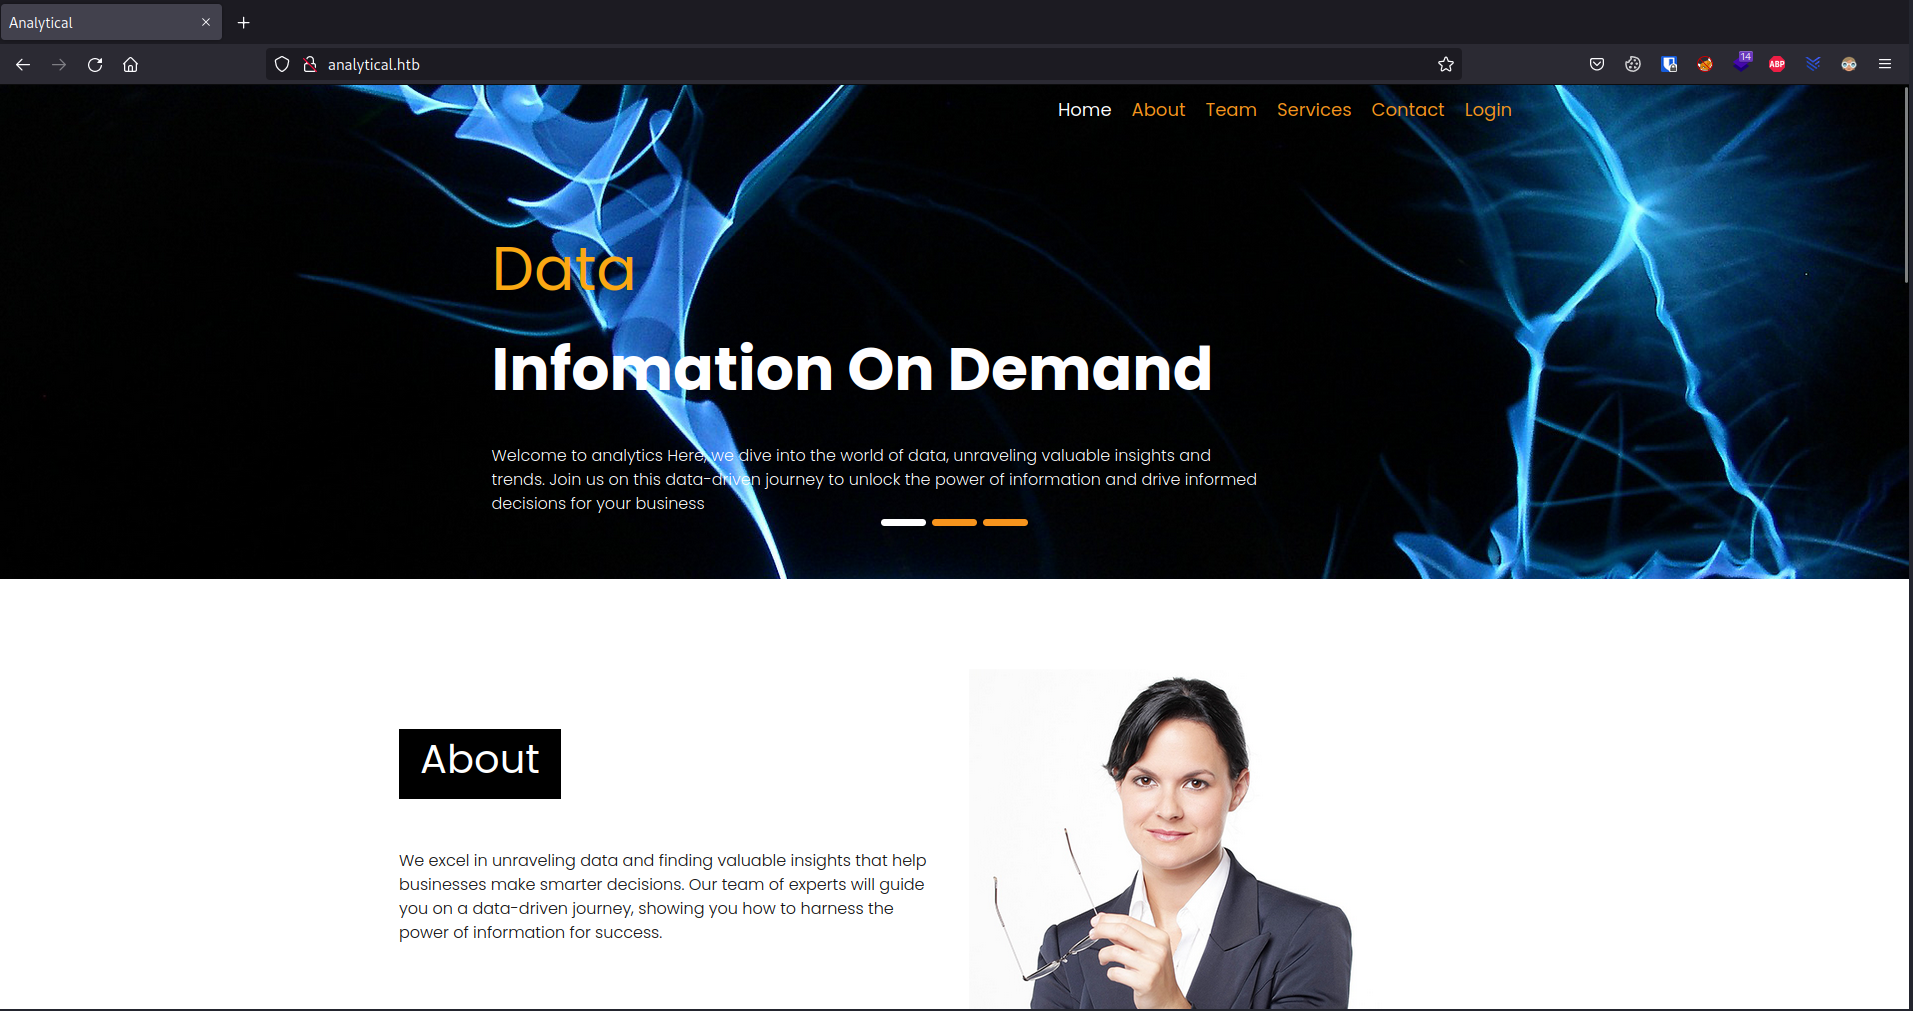 Analytical
analytical.htb
14
ABP
Home About Team Services Contact Login
Data
Infomation On Demand
Welcome to analytics Here, we dive into the world of data, unraveling valuable insights and
trends. Join us on this data-driven journey to unlock the power of information and drive informed
decisions for your business
About
We excel in unraveling data and finding valuable insights that help
businesses make smarter decisions. Our team of experts will guide
you on a data-driven journey, showing you how to harness the
power of information for success.